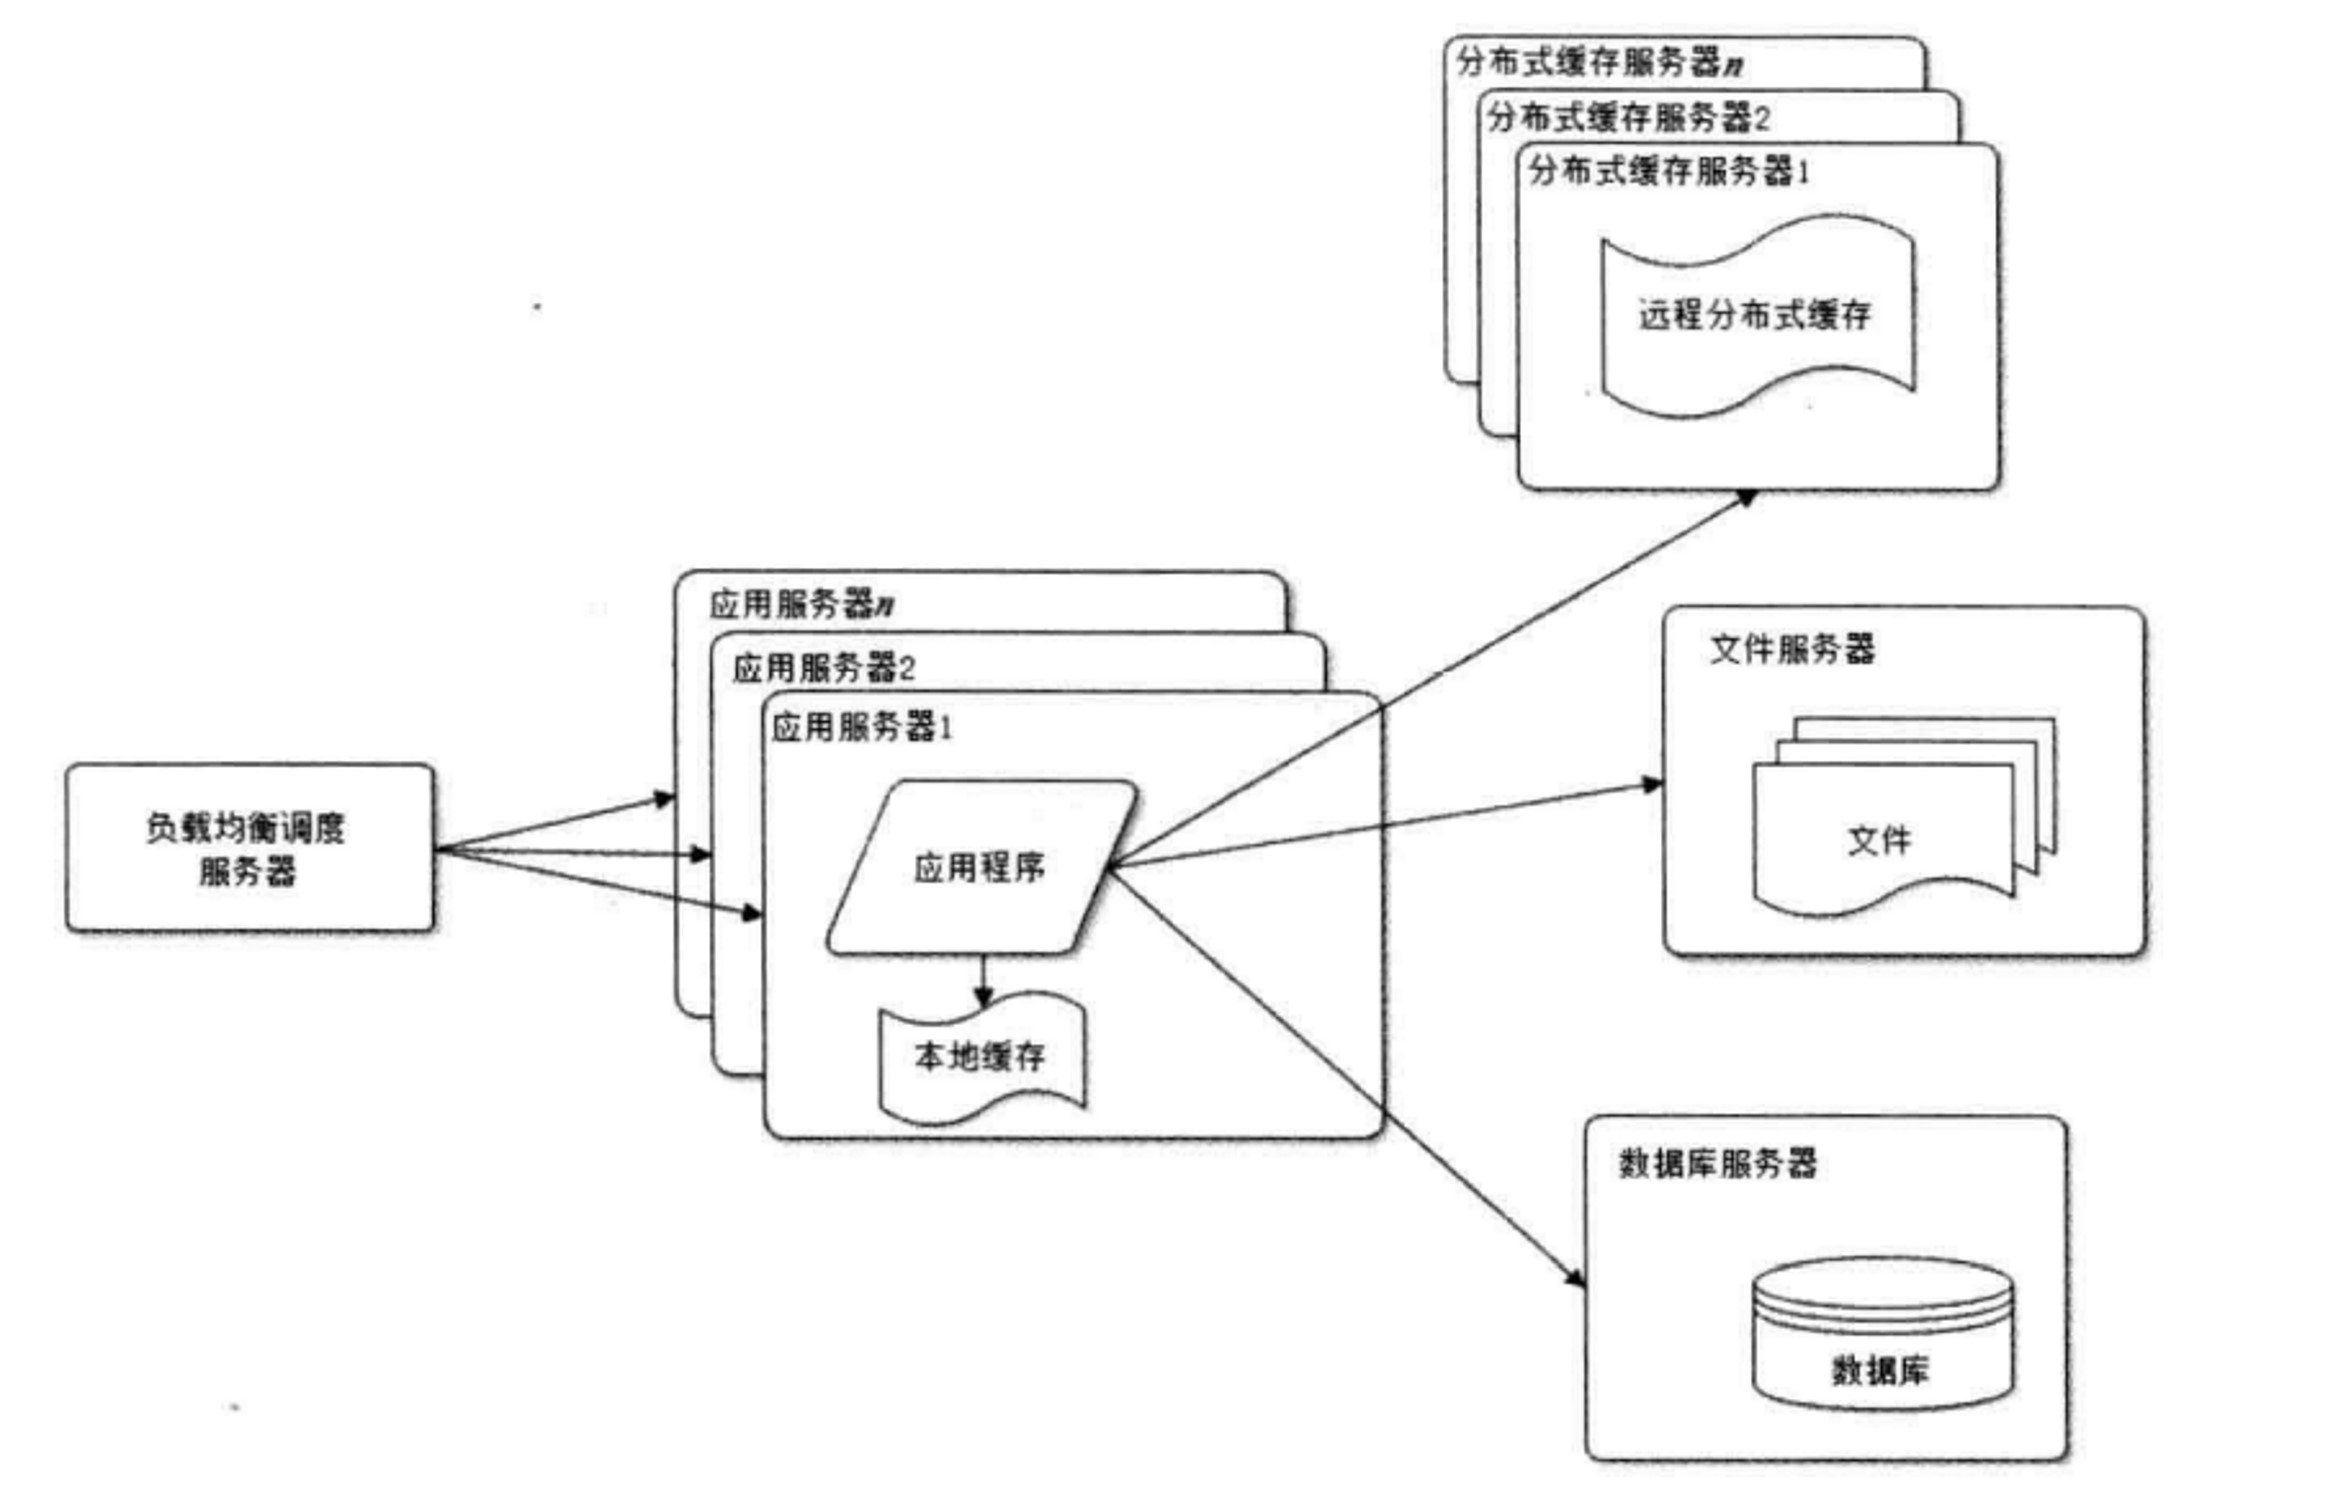 分布式缓存服务器n
分布式缓存服务器2
分布式缓存服务器1
远程分布式缓存
应用服务器n
应用服务器2
应用服务器1
文件服务器
文件
负载均衡调度
服务器
应用程序
本地缓存
数据库服务器
数据库